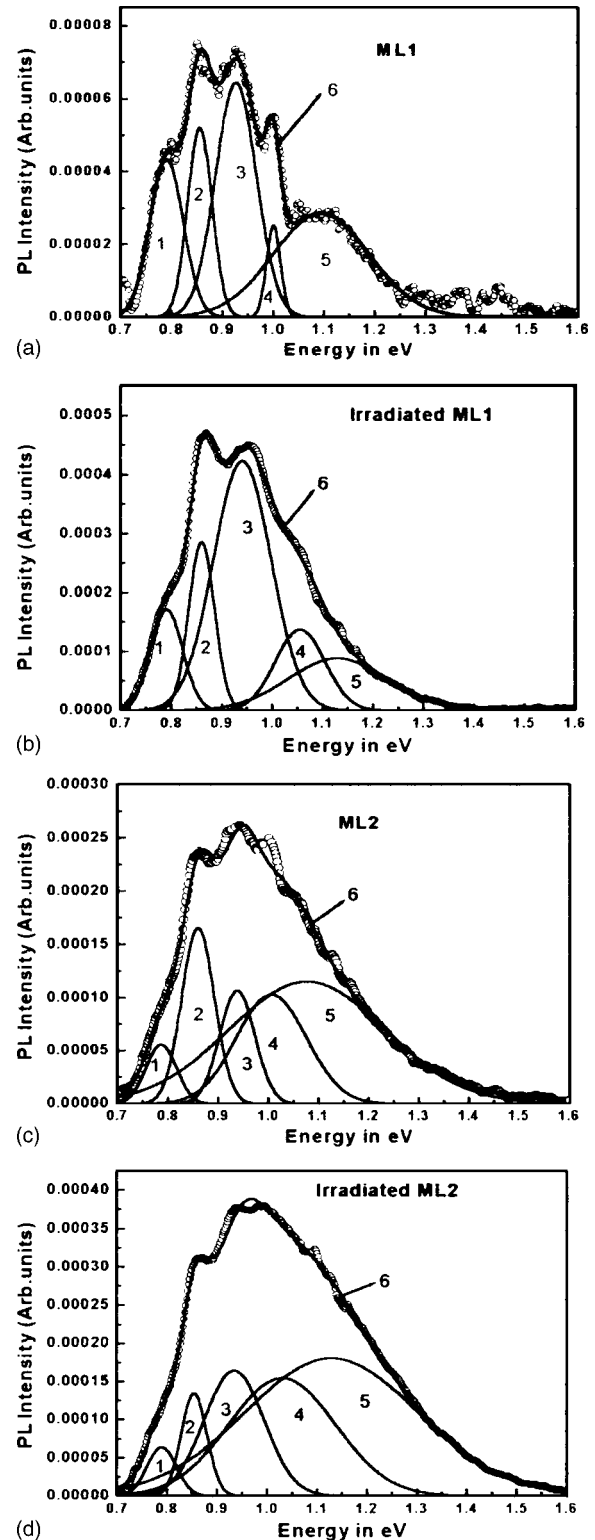 0.00008
0.00006
0.00004
0.00002
0.00000
PL Intensity (Arb.units)
ML1
1
2
3
4
5
6
0.7 0.8 0.9 1.0 1.1 1.2 1.3 1.4 1.5 1.6
Energy in eV
(a)
0.0005
0.0004
0.0003
0.0002
0.0001
0.0000
PL Intensity (Arb.units)
Irradiated ML1
1
2
3
4
5
6
0.7 0.8 0.9 1.0 1.1 1.2 1.3 1.4 1.5 1.6
Energy in eV
(b)
0.00030
0.00025
0.00020
0.00015
0.00010
0.00005
0.00000
PL Intensity (Arb.units)
ML2
1
2
3
4
5
6
0.7 0.8 0.9 1.0 1.1 1.2 1.3 1.4 1.5 1.6
Energy in eV
(c)
0.00040
0.00035
0.00030
0.00025
0.00020
0.00015
0.00010
0.00005
0.00000
PL Intensity (Arb.units)
Irradiated ML2
1
2
3
4
5
6
0.7 0.8 0.9 1.0 1.1 1.2 1.3 1.4 1.5 1.6
Energy in eV
(d)